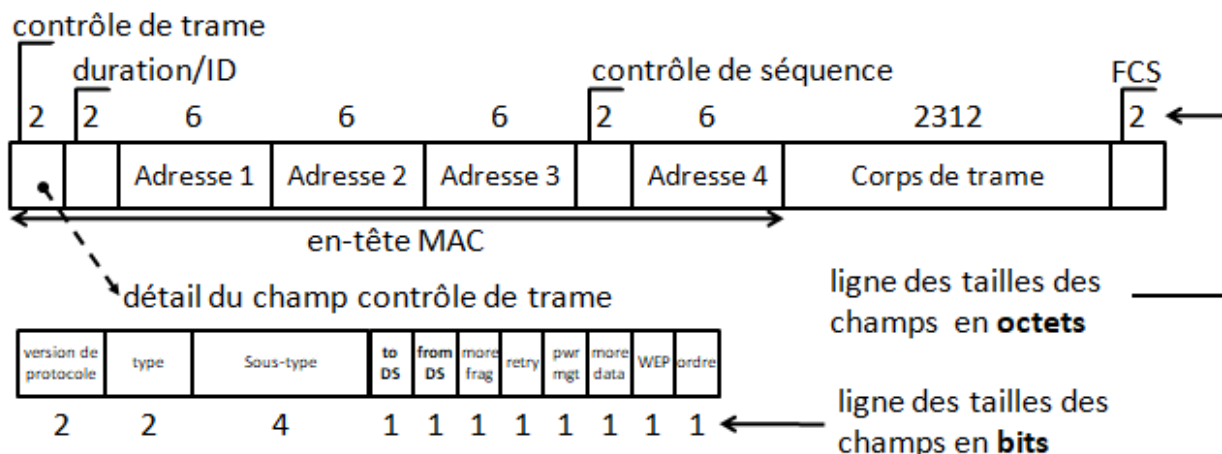 contrôle de trame
duration/ID
contrôle de séquence
FCS
2 2 6 6 6 2 6 2312 2
Adresse 1 Adresse 2 Adresse 3 Adresse 4 Corps de trame
en-tête MAC
détail du champ contrôle de trame
ligne des tailles des
champs en octets
version de
protocole
type
Sous-type
to
DS
from
DS
more
frag
retry
pwr
mgt
more
data
WEP
ordre
2 2 4 1 1 1 1 1 1 1 1
ligne des tailles des
champs en bits